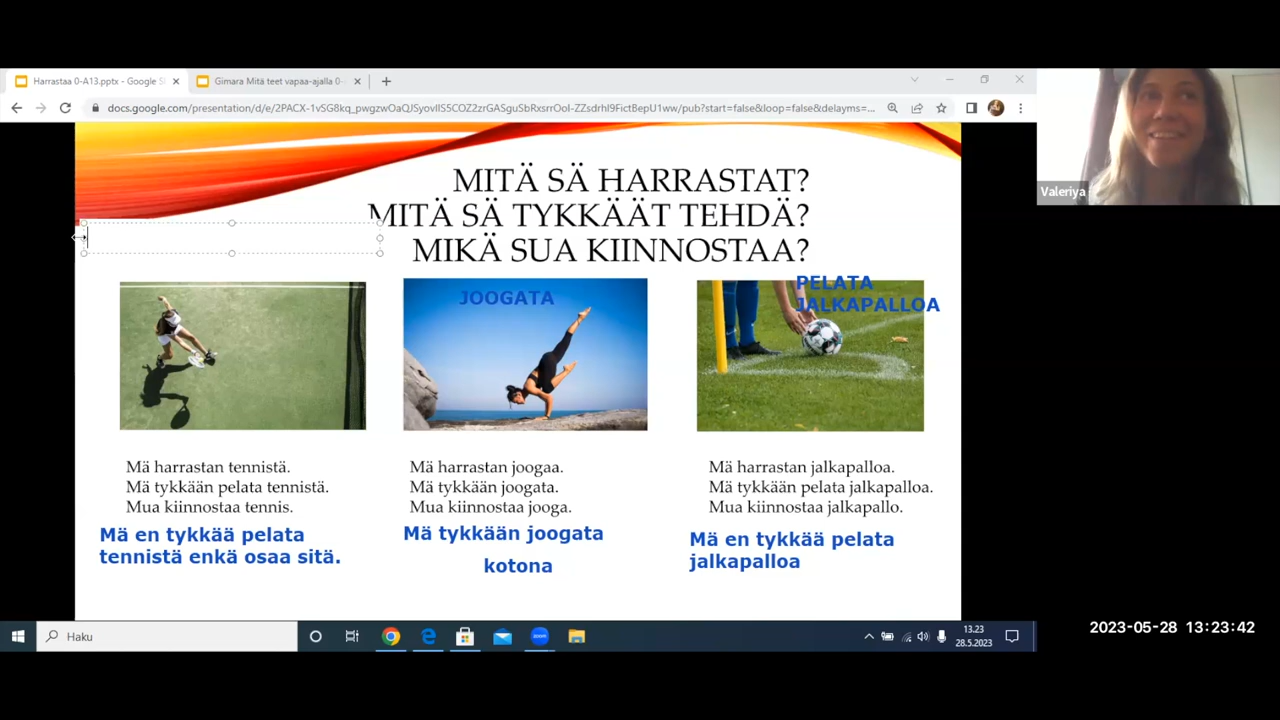 Harrastaa 0-A13.pptx - Google Sl
Gimara Mitä teet vapaa-ajalla 0-
docs.google.com/presentation/d/e/2PACX-1vSG8kq_pwgzwOaQJSyovIIS5COZ2zrGASguSbRxsrrOoI-ZZsdrhI9FictBepU1ww/pub?start=false&loop=false&delayms=...
Valeriya
MITÄ SÄ HARRASTAT?
MITÄ SÄ TYKKÄÄT TEHDÄ?
MIKÄ SUA KIINNOSTAA?
JOOGATA
PELATA
JALKAPALLOA
Mä harrastan tennistä.
Mä tykkään pelata tennistä.
Mua kiinnostaa tennis.
Mä en tykkää pelata
tennistä enkä osaa sitä.
Mä harrastan joogaa.
Mä tykkään joogata.
Mua kiinnostaa jooga.
Mä tykkään joogata
kotona
Mä harrastan jalkapalloa.
Mä tykkään pelata jalkapalloa.
Mua kiinnostaa jalkapallo.
Mä en tykkää pelata
jalkapalloa
Haku
zoom
13.23
28.5.2023
2023-05-28 13:23:42